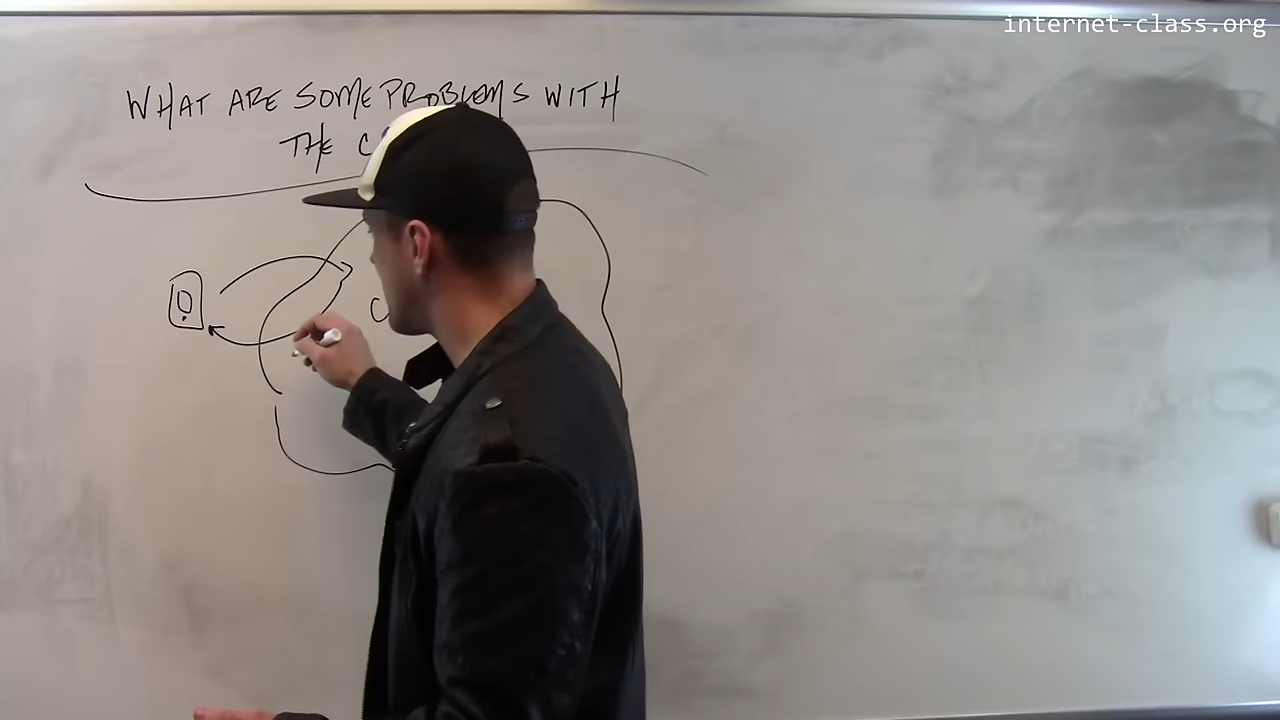 internet-class.org
WHAT ARE SOME PROBLEMS WITH
THE C
C